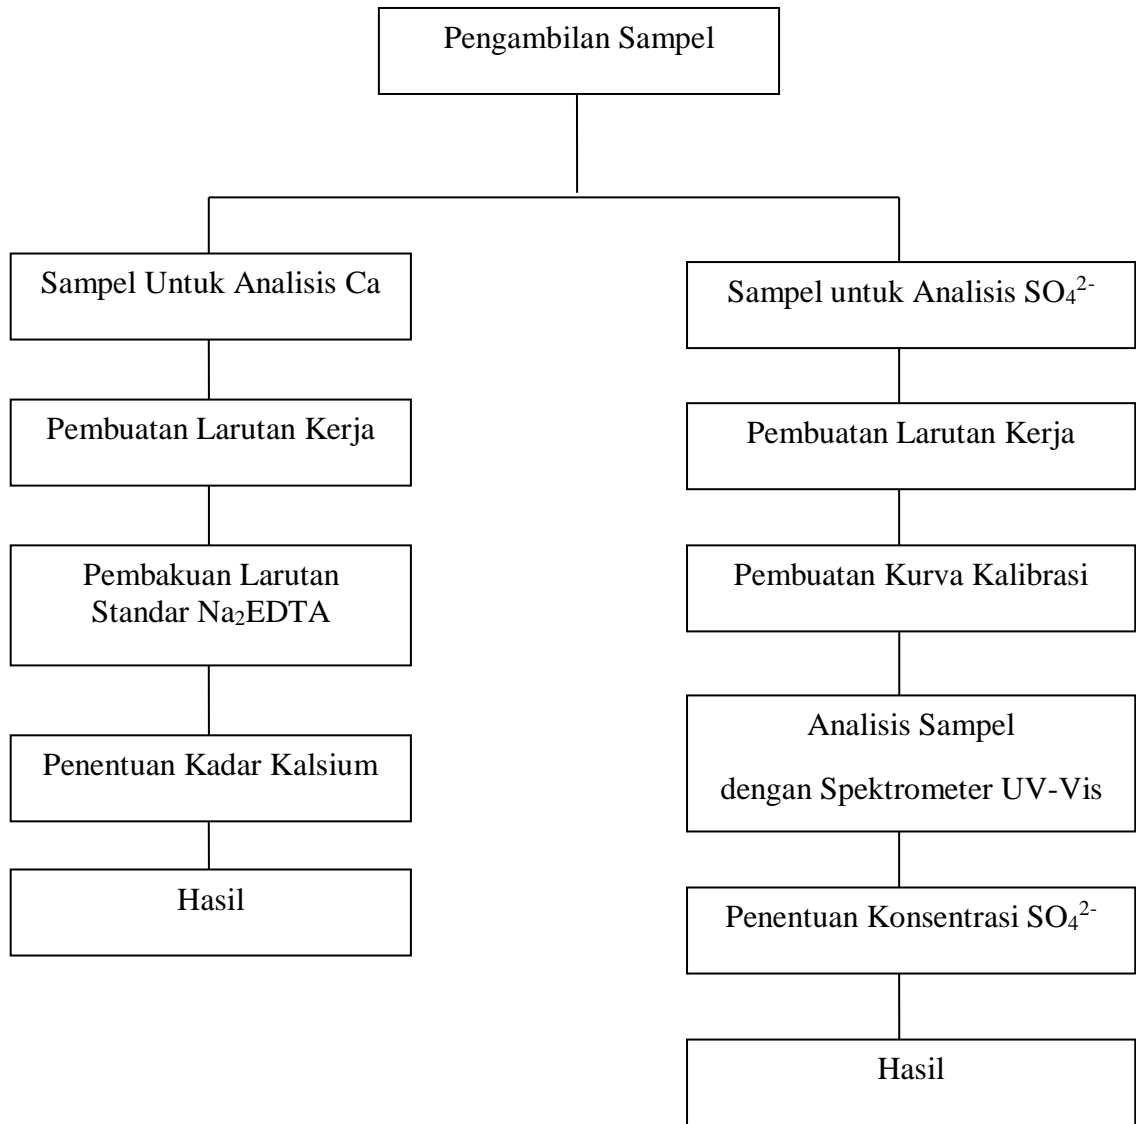 Pengambilan Sampel
Sampel Untuk Analisis Ca
Pembuatan Larutan Kerja
Pembakuan Larutan
Standar Na₂EDTA
Penentuan Kadar Kalsium
Hasil
Sampel untuk Analisis SO₄²⁻
Pembuatan Larutan Kerja
Pembuatan Kurva Kalibrasi
Analisis Sampel
dengan Spektrometer UV-Vis
Penentuan Konsentrasi SO₄²⁻
Hasil